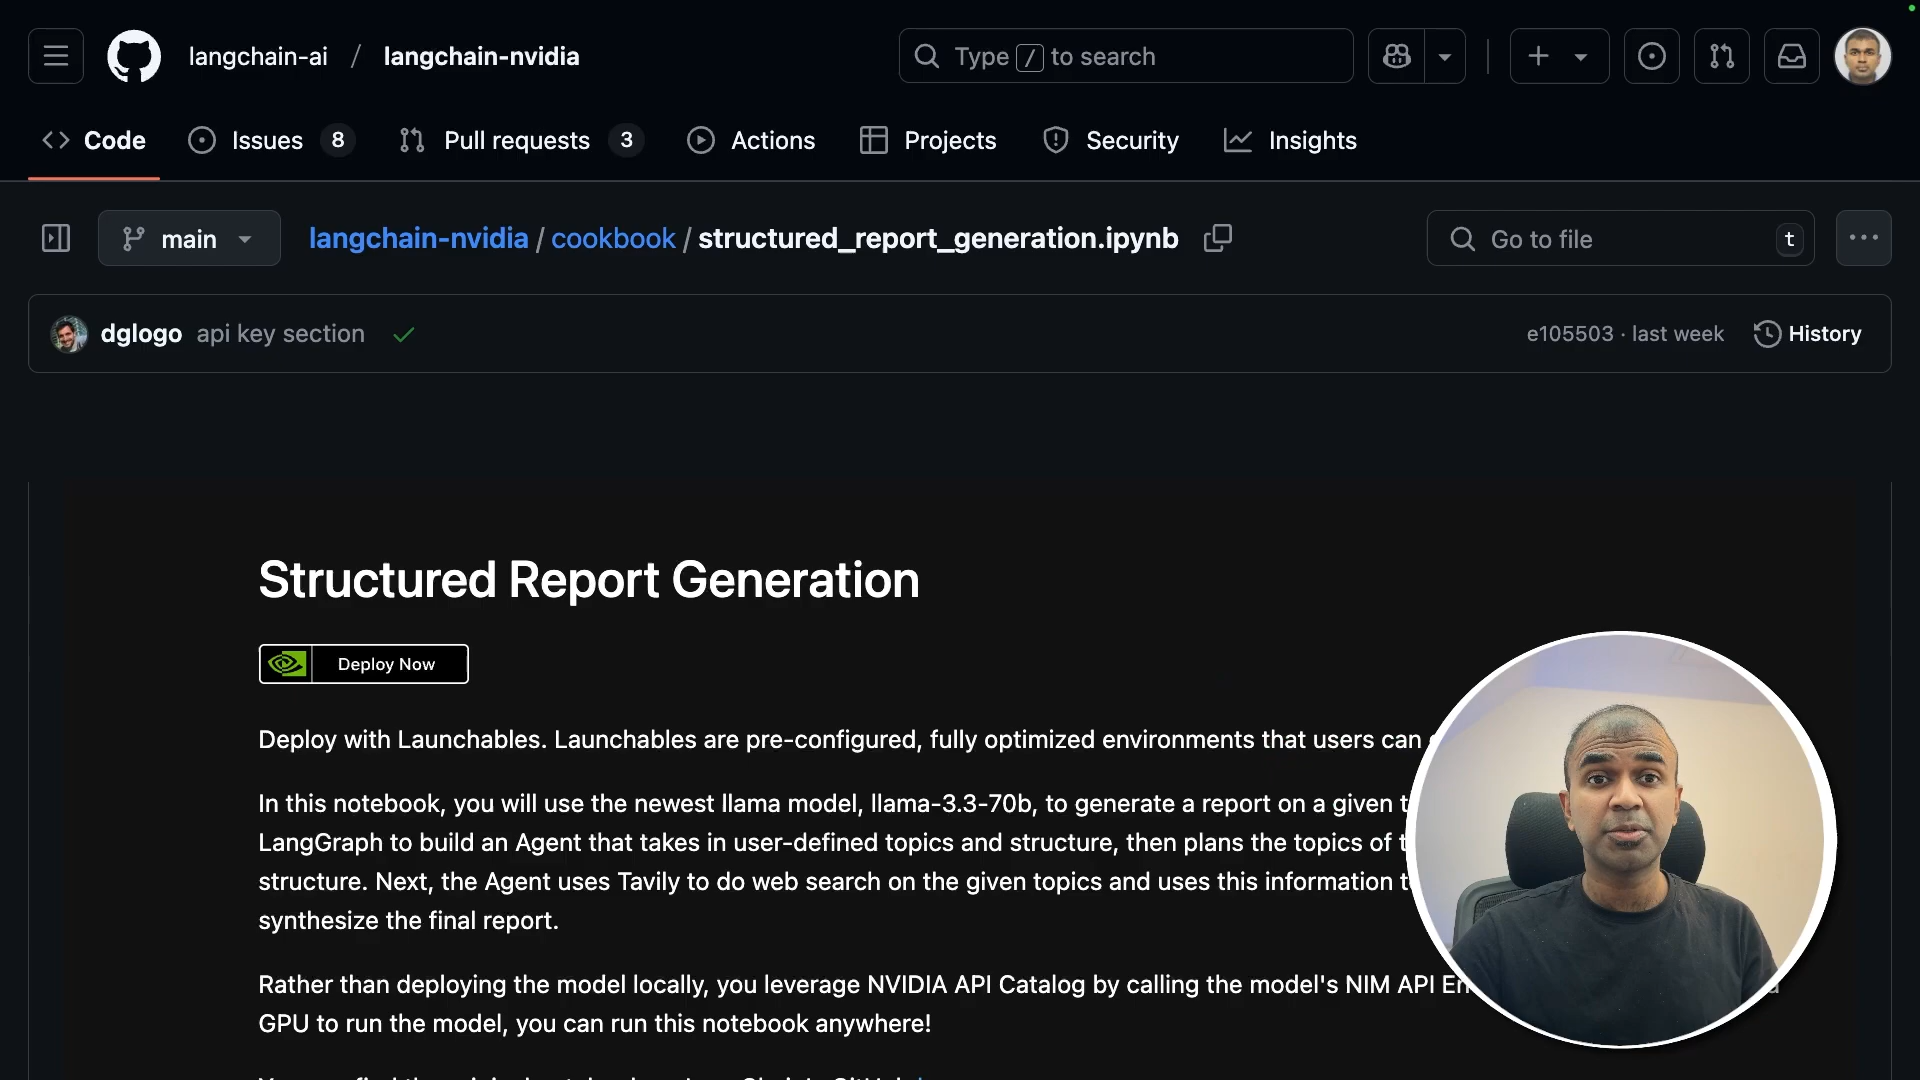 langchain-ai / langchain-nvidia
Type / to search
Code
Issues 8
Pull requests 3
Actions
Projects
Security
Insights
main
langchain-nvidia / cookbook / structured_report_generation.ipynb
Go to file t
dglogo api key section
e105503 · last week
History
Structured Report Generation
Deploy Now
Deploy with Launchables. Launchables are pre-configured, fully optimized environments that users can
In this notebook, you will use the newest llama model, llama-3.3-70b, to generate a report on a given
LangGraph to build an Agent that takes in user-defined topics and structure, then plans the topics of
structure. Next, the Agent uses Tavily to do web search on the given topics and uses this information
synthesize the final report.
Rather than deploying the model locally, you leverage NVIDIA API Catalog by calling the model's NIM API
GPU to run the model, you can run this notebook anywhere!